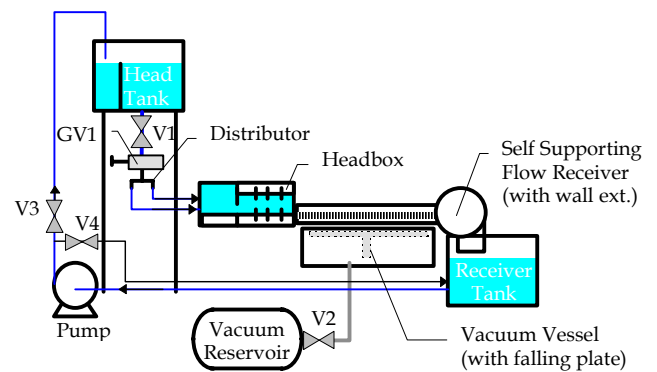 Head
Tank
GV1
V1
Distributor
Headbox
Self Supporting
Flow Receiver
(with wall ext.)
V3
V4
Receiver
Tank
Pump
Vacuum
Reservoir
V2
Vacuum Vessel
(with falling plate)